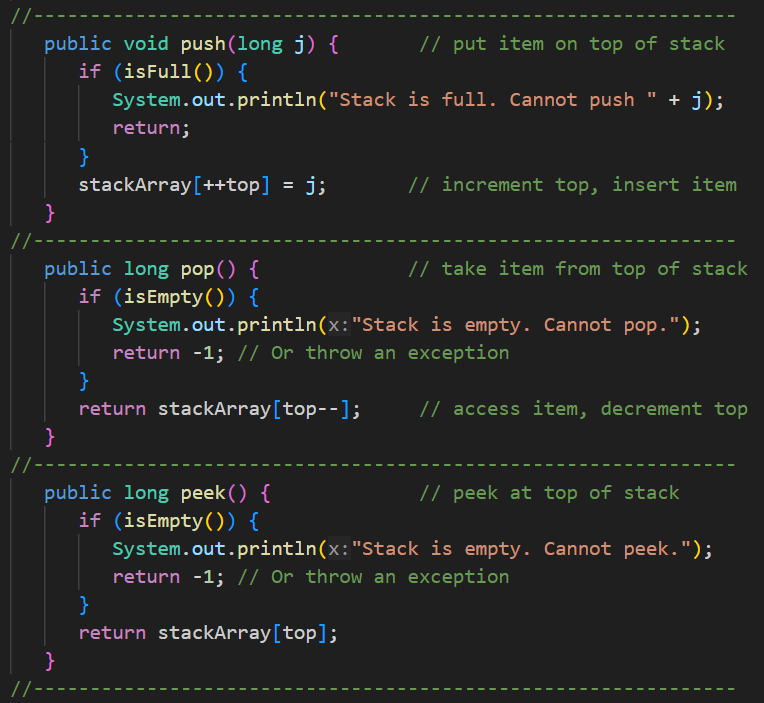 //--------------------------------------------------------------
   public void push(long j) {       // put item on top of stack
      if (isFull()) {
         System.out.println("Stack is full. Cannot push " + j);
         return;
      }
      stackArray[++top] = j;       // increment top, insert item
   }
//--------------------------------------------------------------
   public long pop() {             // take item from top of stack
      if (isEmpty()) {
         System.out.println(x:"Stack is empty. Cannot pop.");
         return -1; // Or throw an exception
      }
      return stackArray[top--];     // access item, decrement top
   }
//--------------------------------------------------------------
   public long peek() {             // peek at top of stack
      if (isEmpty()) {
         System.out.println(x:"Stack is empty. Cannot peek.");
         return -1; // Or throw an exception
      }
      return stackArray[top];
   }
//--------------------------------------------------------------